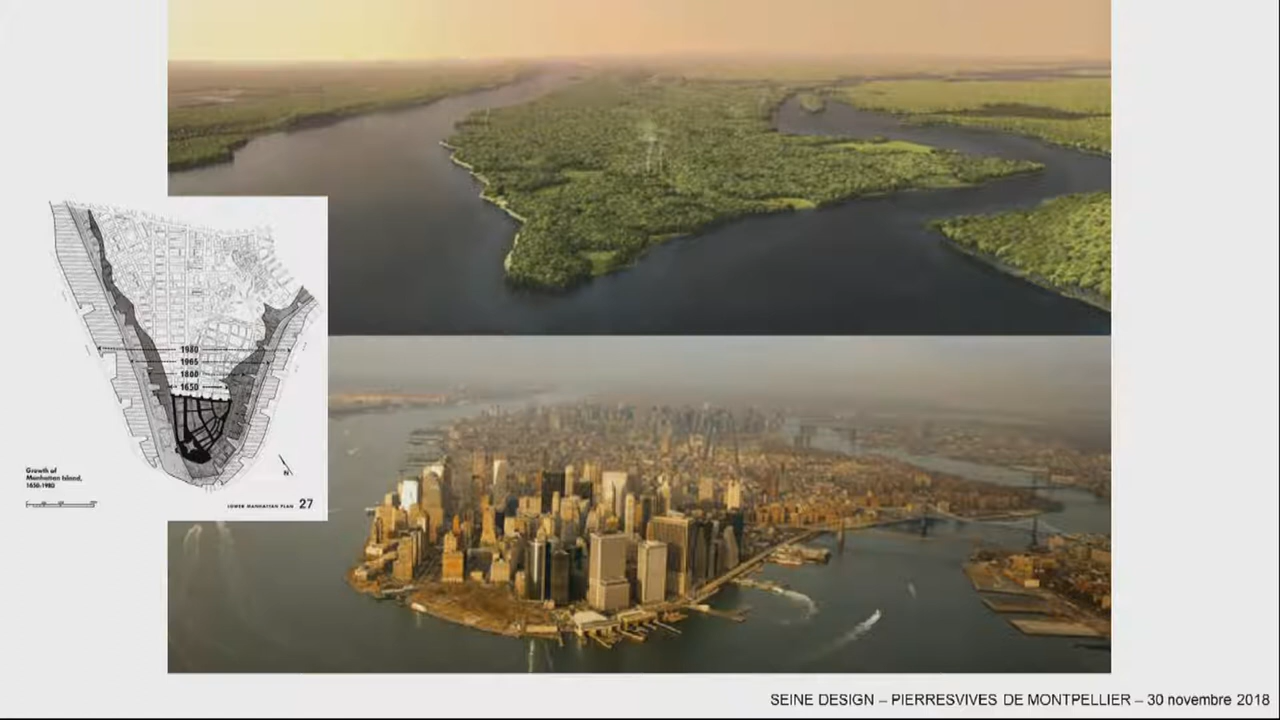 1980
1965
1800
1650
Growth of
Manhattan Island,
1650-1980
N
LOWER MANHATTAN PLAN 27
SEINE DESIGN – PIERRESVIVES DE MONTPELLIER – 30 novembre 2018